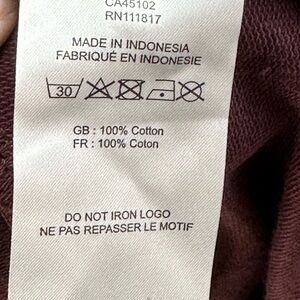 CA45102
RN111817
MADE IN INDONESIA
FABRIQUÉ EN INDONESIE
30
GB : 100% Cotton
FR : 100% Coton
DO NOT IRON LOGO
NE PAS REPASSER LE MOTIF